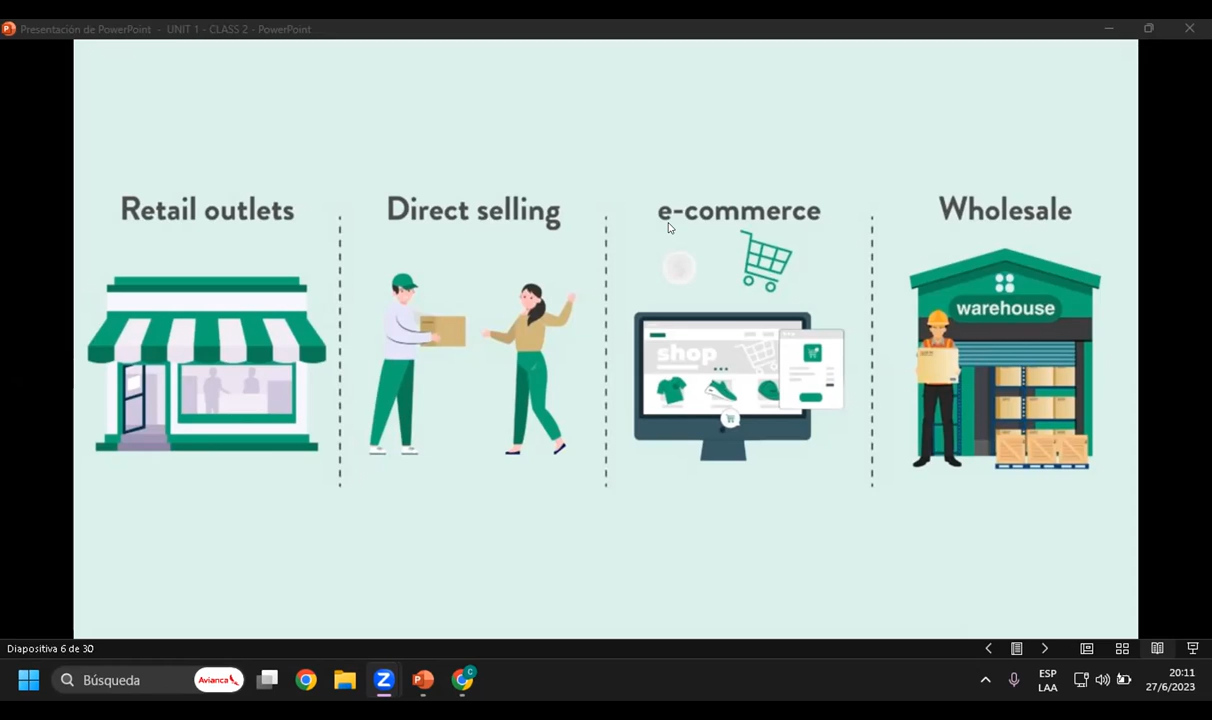 Presentación de PowerPoint - UNIT 1 - CLASS 2 - PowerPoint...
Retail outlets
Direct selling
e-commerce
Wholesale
shop
warehouse
Diapositiva 6 de 30
Búsqueda
Avianca
ESP
LAA
20:11
27/6/2023